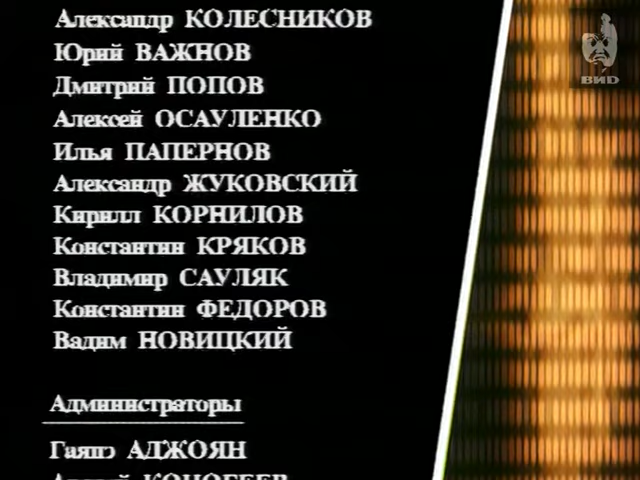 Александр КОЛЕСНИКОВ
Юрий ВАЖНОВ
Дмитрий ПОПОВ
Алексей ОСАУЛЕНКО
Илья ПАПЕРНОВ
Александр ЖУКОВСКИЙ
Кирилл КОРНИЛОВ
Константин КРЯКОВ
Владимир САУЛЯК
Константин ФЕДОРОВ
Вадим НОВИЦКИЙ
Администраторы
Гаяпэ АДЖОЯН
ВИD